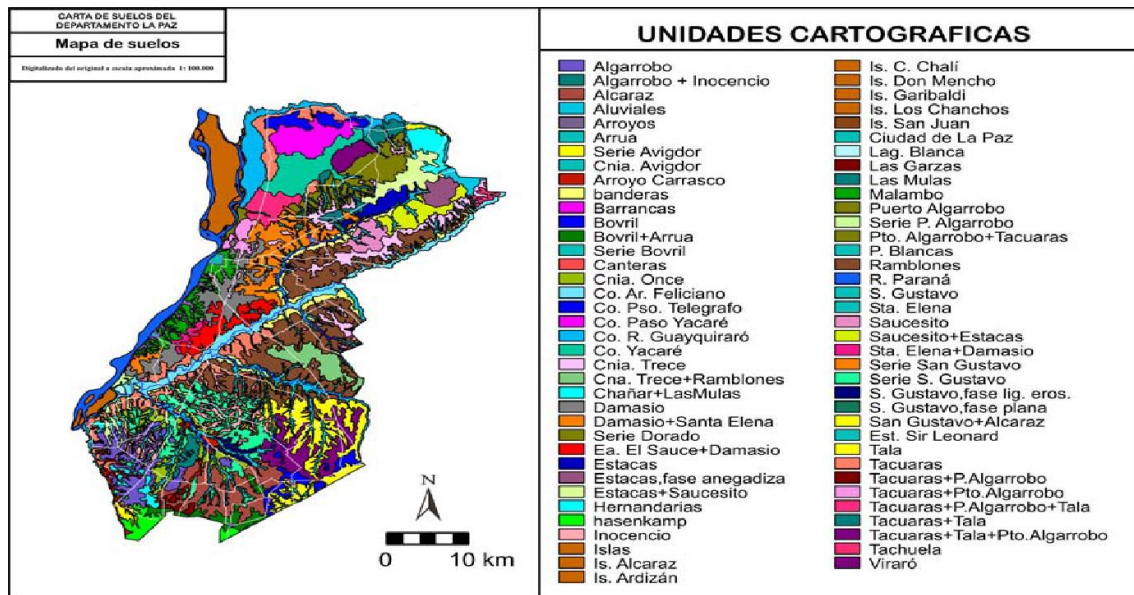 CARTA DE SUELOS DEL
DEPARTAMENTO LA PAZ
Mapa de suelos
Digitalizado del original a escala aproximada 1: 100.000
N
0 10 km
UNIDADES CARTOGRAFICAS
Algarrobo
Algarrobo + Inocencio
Alcaraz
Aluviales
Arroyos
Arrua
Serie Avigdor
Cnia. Avigdor
Arroyo Carrasco
banderas
Barrancas
Bovril
Bovril+Arrua
Serie Bovril
Canteras
Cnia. Once
Co. Ar. Feliciano
Co. Pso. Telegrafo
Co. Paso Yacaré
Co. R. Guayquiraró
Co. Yacaré
Cnia. Trece
Cna. Trece+Ramblones
Chañar+LasMulas
Damasio
Damasio+Santa Elena
Serie Dorado
Ea. El Sauce+Damasio
Estacas
Estacas,fase anegadiza
Estacas+Saucesito
Hernandarias
hasenkamp
Inocencio
Islas
Is. Alcaraz
Is. Ardizán
Is. C. Chalí
Is. Don Mencho
Is. Garibaldi
Is. Los Chanchos
Is. San Juan
Ciudad de La Paz
Lag. Blanca
Las Garzas
Las Mulas
Malambo
Puerto Algarrobo
Serie P. Algarrobo
Pto. Algarrobo+Tacuaras
P. Blancas
Ramblones
R. Paraná
S. Gustavo
Sta. Elena
Saucesito
Saucesito+Estacas
Sta. Elena+Damasio
Serie San Gustavo
Serie S. Gustavo
S. Gustavo,fase lig. eros.
S. Gustavo,fase plana
San Gustavo+Alcaraz
Est. Sir Leonard
Tala
Tacuaras
Tacuaras+P.Algarrobo
Tacuaras+Pto.Algarrobo
Tacuaras+P.Algarrobo+Tala
Tacuaras+Tala
Tacuaras+Tala+Pto.Algarrobo
Tachuela
Viraró